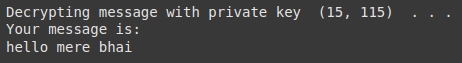 Decrypting message with private key  (15, 115)  . . .
Your message is:
hello mere bhai